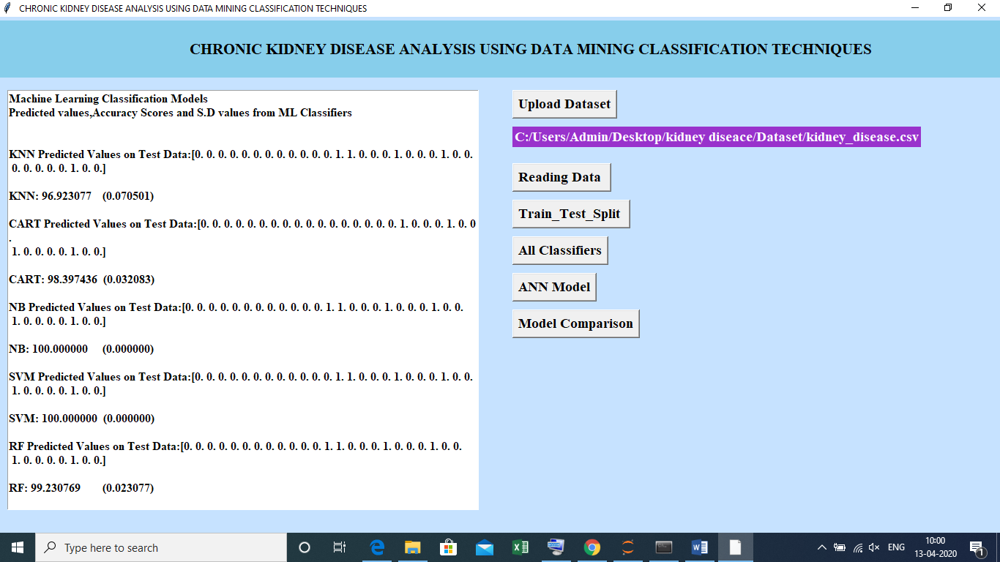 CHRONIC KIDNEY DISEASE ANALYSIS USING DATA MINING CLASSIFICATION TECHNIQUES
CHRONIC KIDNEY DISEASE ANALYSIS USING DATA MINING CLASSIFICATION TECHNIQUES
Machine Learning Classification Models
Predicted values,Accuracy Scores and S.D values from ML Classifiers
KNN Predicted Values on Test Data:[0. 0. 0. 0. 0. 0. 0. 0. 0. 0. 0. 0. 1. 1. 0. 0. 0. 1. 0. 0. 0. 1. 0. 0.
0. 0. 0. 0. 0. 1. 0. 0.]
KNN: 96.923077 (0.070501)
CART Predicted Values on Test Data:[0. 0. 0. 0. 0. 0. 0. 0. 0. 0. 0. 0. 0. 0. 0. 0. 0. 1. 0. 0. 0. 1. 0. 0
.
1. 0. 0. 0. 0. 1. 0. 0.]
CART: 98.397436 (0.032083)
NB Predicted Values on Test Data:[0. 0. 0. 0. 0. 0. 0. 0. 0. 0. 0. 0. 1. 1. 0. 0. 0. 1. 0. 0. 0. 1. 0. 0.
1. 0. 0. 0. 0. 1. 0. 0.]
NB: 100.000000 (0.000000)
SVM Predicted Values on Test Data:[0. 0. 0. 0. 0. 0. 0. 0. 0. 0. 0. 0. 1. 1. 0. 0. 0. 1. 0. 0. 0. 1. 0. 0.
1. 0. 0. 0. 0. 1. 0. 0.]
SVM: 100.000000 (0.000000)
RF Predicted Values on Test Data:[0. 0. 0. 0. 0. 0. 0. 0. 0. 0. 0. 0. 1. 1. 0. 0. 0. 1. 0. 0. 0. 1. 0. 0.
1. 0. 0. 0. 0. 1. 0. 0.]
RF: 99.230769 (0.023077)
Upload Dataset
C:/Users/Admin/Desktop/kidney diseace/Dataset/kidney_disease.csv
Reading Data
Train_Test_Split
All Classifiers
ANN Model
Model Comparison
Type here to search
ENG
10:00
13-04-2020
1